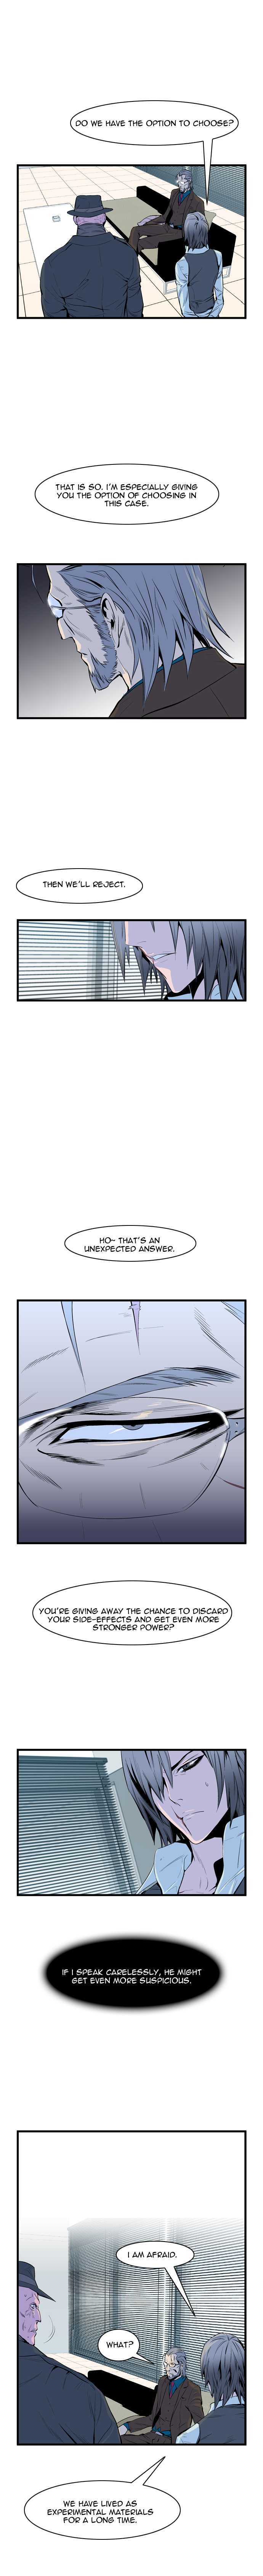 DO WE HAVE THE OPTION TO CHOOSE?
THAT IS SO. I'M ESPECIALLY GIVING
YOU THE OPTION OF CHOOSING IN
THIS CASE.
THEN WE'LL REJECT.
HO~ THAT'S AN
UNEXPECTED ANSWER.
YOU'RE GIVING AWAY THE CHANCE TO DISCARD
YOUR SIDE-EFFECTS AND GET EVEN MORE
STRONGER POWER?
IF I SPEAK CARELESSLY, HE MIGHT
GET EVEN MORE SUSPICIOUS.
I AM AFRAID.
WHAT?
WE HAVE LIVED AS
EXPERIMENTAL MATERIALS
FOR A LONG TIME.